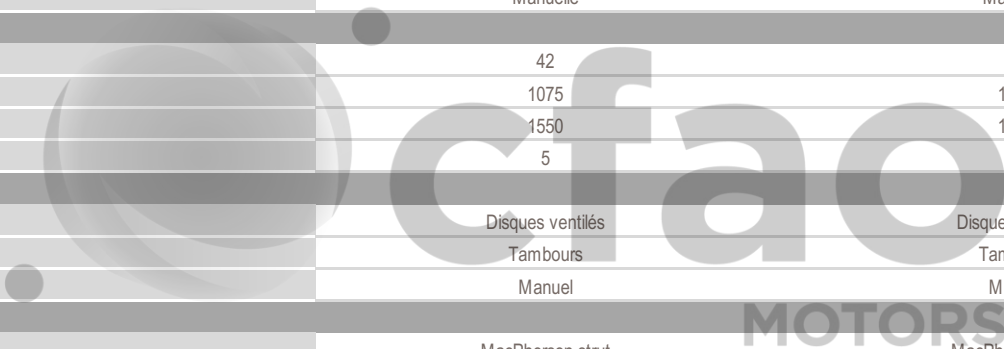 Manuelle
42
1075
1550
5
Disques ventilés
Tambours
Manuel
cfao
MOTORS
MacPherson strut